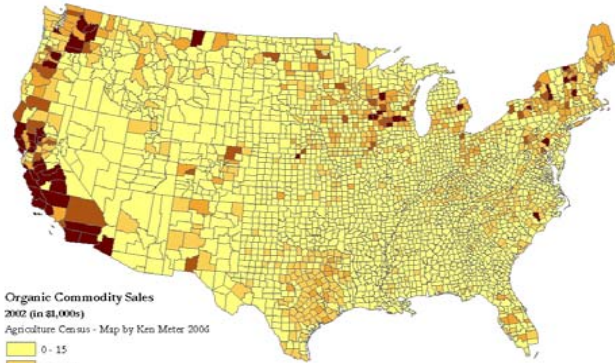 Organic Commodity Sales
2002 (in $1,000s)
Agriculture Census - Map by Ken Meter 2006
0 - 15